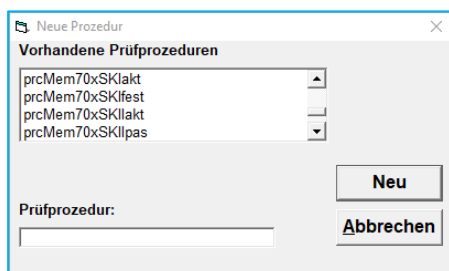 Neue Prozedur
Vorhandene Prüfprozeduren
prcMem70xSKIakt
prcMem70xSKIfest
prcMem70xSKIIakt
prcMem70xSKIIpas
Neu
Prüfprozedur:
Abbrechen